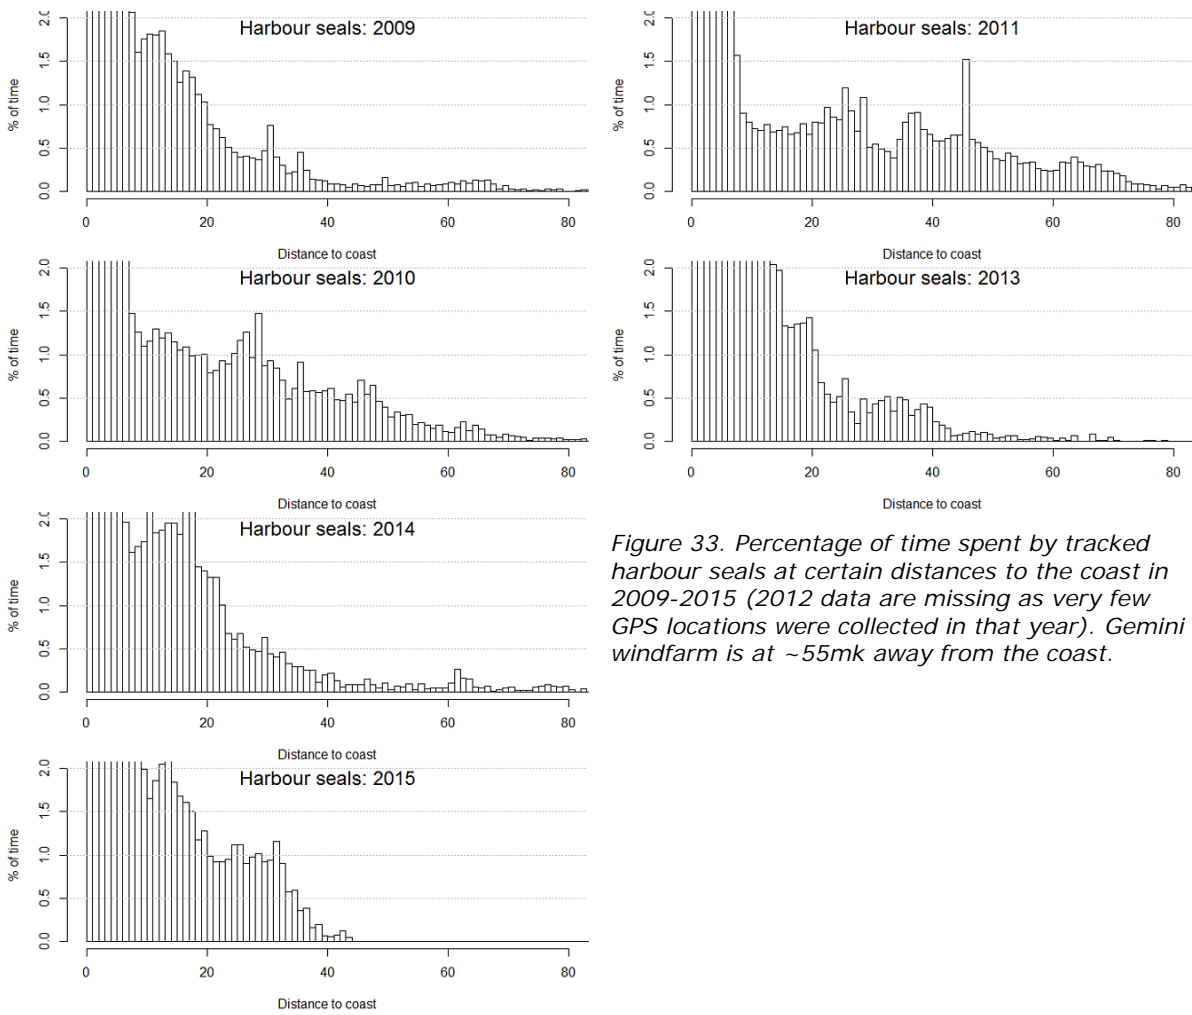 Harbour seals: 2009
2.0
1.5
1.0
0.5
0.0
% of time
0 20 40 60 80
Distance to coast
Harbour seals: 2011
2.0
1.5
1.0
0.5
0.0
% of time
0 20 40 60 80
Distance to coast
Harbour seals: 2010
2.0
1.5
1.0
0.5
0.0
% of time
0 20 40 60 80
Distance to coast
Harbour seals: 2013
2.0
1.5
1.0
0.5
0.0
% of time
0 20 40 60 80
Distance to coast
Harbour seals: 2014
2.0
1.5
1.0
0.5
0.0
% of time
0 20 40 60 80
Distance to coast
Figure 33. Percentage of time spent by tracked
harbour seals at certain distances to the coast in
2009-2015 (2012 data are missing as very few
GPS locations were collected in that year). Gemini
windfarm is at ~55mk away from the coast.
Harbour seals: 2015
2.0
1.5
1.0
0.5
0.0
% of time
0 20 40 60 80
Distance to coast